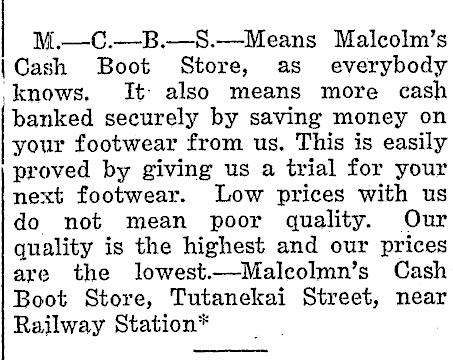 M.—C.—B.—S.—Means Malcolm's
Cash Boot Store, as everybody
knows. It also means more cash
banked securely by saving money on
your footwear from us. This is easily
proved by giving us a trial for your
next footwear. Low prices with us
do not mean poor quality. Our
quality is the highest and our prices
are the lowest.—Malcolmn's Cash
Boot Store, Tutanekai Street, near
Railway Station*